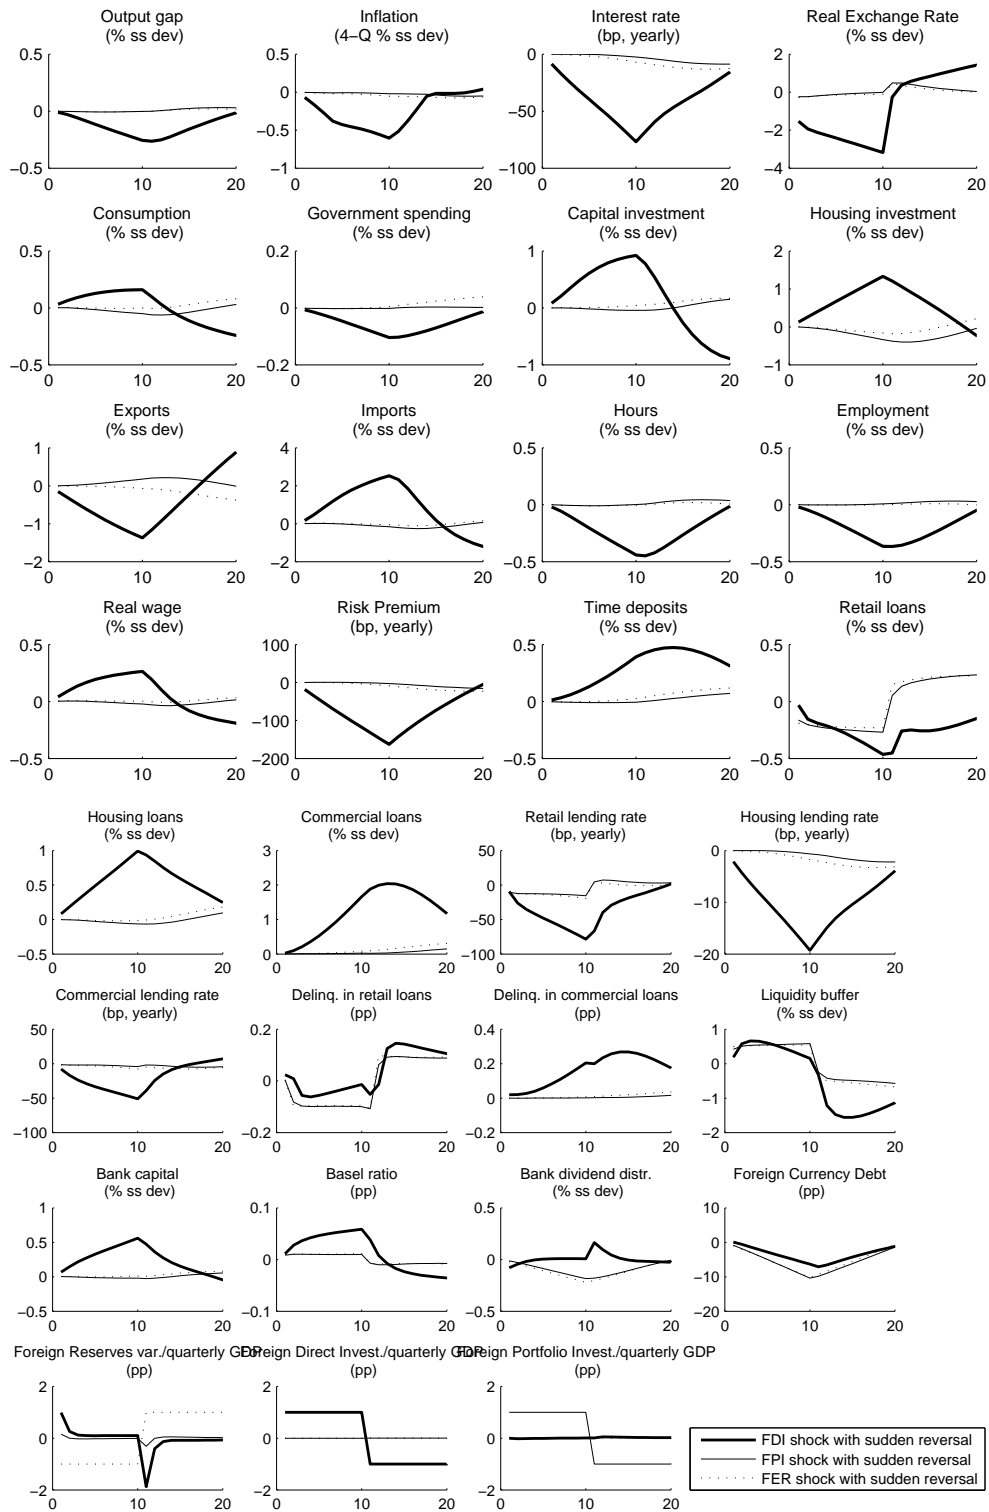 Output gap
(% ss dev)
0.5
0
−0.5
0 10 20
Inflation
(4−Q % ss dev)
0.5
0
−0.5
−1
0 10 20
Interest rate
(bp, yearly)
0
−50
−100
0 10 20
Real Exchange Rate
(% ss dev)
2
0
−2
−4
0 10 20
Consumption
(% ss dev)
0.5
0
−0.5
0 10 20
Government spending
(% ss dev)
0.2
0
−0.2
0 10 20
Capital investment
(% ss dev)
1
0
−1
0 10 20
Housing investment
(% ss dev)
2
1
0
−1
0 10 20
Exports
(% ss dev)
1
0
−1
−2
0 10 20
Imports
(% ss dev)
4
2
0
−2
0 10 20
Hours
(% ss dev)
0.5
0
−0.5
0 10 20
Employment
(% ss dev)
0.5
0
−0.5
0 10 20
Real wage
(% ss dev)
0.5
0
−0.5
0 10 20
Risk Premium
(bp, yearly)
100
0
−100
−200
0 10 20
Time deposits
(% ss dev)
0.5
0
−0.5
0 10 20
Retail loans
(% ss dev)
0.5
0
−0.5
0 10 20
Housing loans
(% ss dev)
1
0.5
0
−0.5
0 10 20
Commercial loans
(% ss dev)
3
2
1
0
0 10 20
Retail lending rate
(bp, yearly)
50
0
−50
−100
0 10 20
Housing lending rate
(bp, yearly)
0
−10
−20
0 10 20
Commercial lending rate
(bp, yearly)
50
0
−50
−100
0 10 20
Delinq. in retail loans
(pp)
0.2
0
−0.2
0 10 20
Delinq. in commercial loans
(pp)
0.4
0.2
0
−0.2
0 10 20
Liquidity buffer
(% ss dev)
1
0
−1
−2
0 10 20
Bank capital
(% ss dev)
1
0.5
0
−0.5
0 10 20
Basel ratio
(pp)
0.1
0
−0.1
0 10 20
Bank dividend distr.
(% ss dev)
0.5
0
−0.5
0 10 20
Foreign Currency Debt
(pp)
10
0
−10
−20
0 10 20
Foreign Reserves var./quarterly GDP
(pp)
2
0
−2
0 10 20
Foreign Direct Invest./quarterly GDP
(pp)
2
0
−2
0 10 20
Foreign Portfolio Invest./quarterly GDP
(pp)
2
0
−2
0 10 20
FDI shock with sudden reversal
FPI shock with sudden reversal
FER shock with sudden reversal